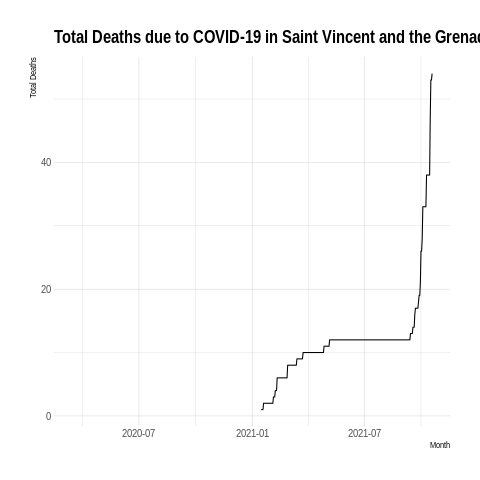 Total Deaths due to COVID-19 in Saint Vincent and the Grenad
Total Deaths
40
20
0
2020-07
2021-01
2021-07
Month